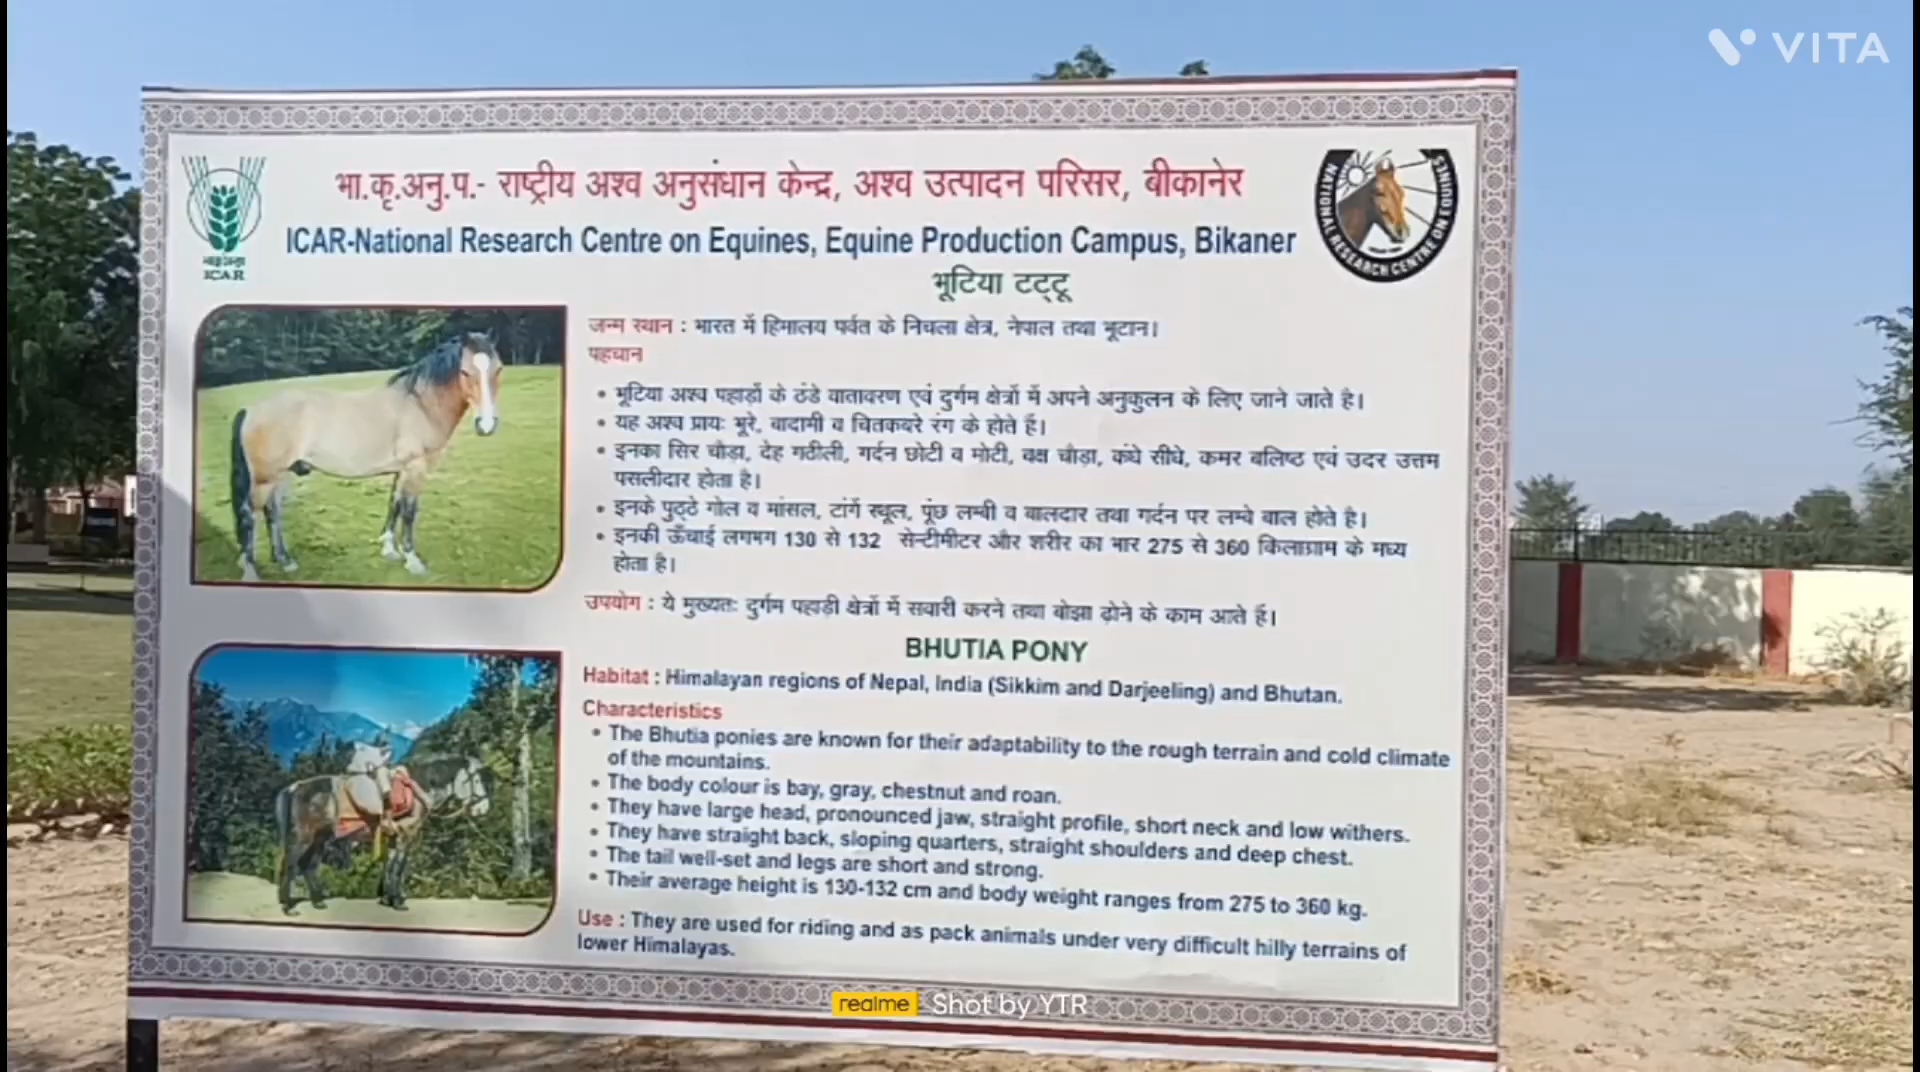 VITA
भा.कृ.अनु.प.- राष्ट्रीय अश्व अनुसंधान केन्द्र, अश्व उत्पादन परिसर, बीकानेर
ICAR-National Research Centre on Equines, Equine Production Campus, Bikaner
भाकृअनुप
ICAR
NATIONAL RESEARCH CENTRE ON EQUINES
भूटिया टट्टू
जन्म स्थान : भारत में हिमालय पर्वत के निचला क्षेत्र, नेपाल तथा भूटान।
पहचान
• भूटिया अश्व पहाड़ों के ठंडे वातावरण एवं दुर्गम क्षेत्रों में अपने अनुकुलन के लिए जाने जाते है।
• यह अश्व प्रायः भूरे, बादामी व चितकबरे रंग के होते हैं।
• इनका सिर चौड़ा, देह गठीली, गर्दन छोटी व मोटी, वक्ष चौड़ा, कंधे सीधे, कमर बलिष्ठ एवं उदर उत्तम
पसलीदार होता है।
• इनके पुठ्ठे गोल व मांसल, टांगें स्थूल, पूंछ लम्बी व बालदार तथा गर्दन पर लम्बे बाल होते है।
• इनकी ऊँचाई लगभग 130 से 132 सेन्टीमीटर और शरीर का भार 275 से 360 किलाग्राम के मध्य
होता है।
उपयोग : ये मुख्यतः दुर्गम पहाड़ी क्षेत्रों में सवारी करने तथा बोझा ढ़ोने के काम आते हैं।
BHUTIA PONY
Habitat : Himalayan regions of Nepal, India (Sikkim and Darjeeling) and Bhutan.
Characteristics
• The Bhutia ponies are known for their adaptability to the rough terrain and cold climate
of the mountains.
• The body colour is bay, gray, chestnut and roan.
• They have large head, pronounced jaw, straight profile, short neck and low withers.
• They have straight back, sloping quarters, straight shoulders and deep chest.
• The tail well-set and legs are short and strong.
• Their average height is 130-132 cm and body weight ranges from 275 to 360 kg.
Use : They are used for riding and as pack animals under very difficult hilly terrains of
lower Himalayas.
realme Shot by YTR